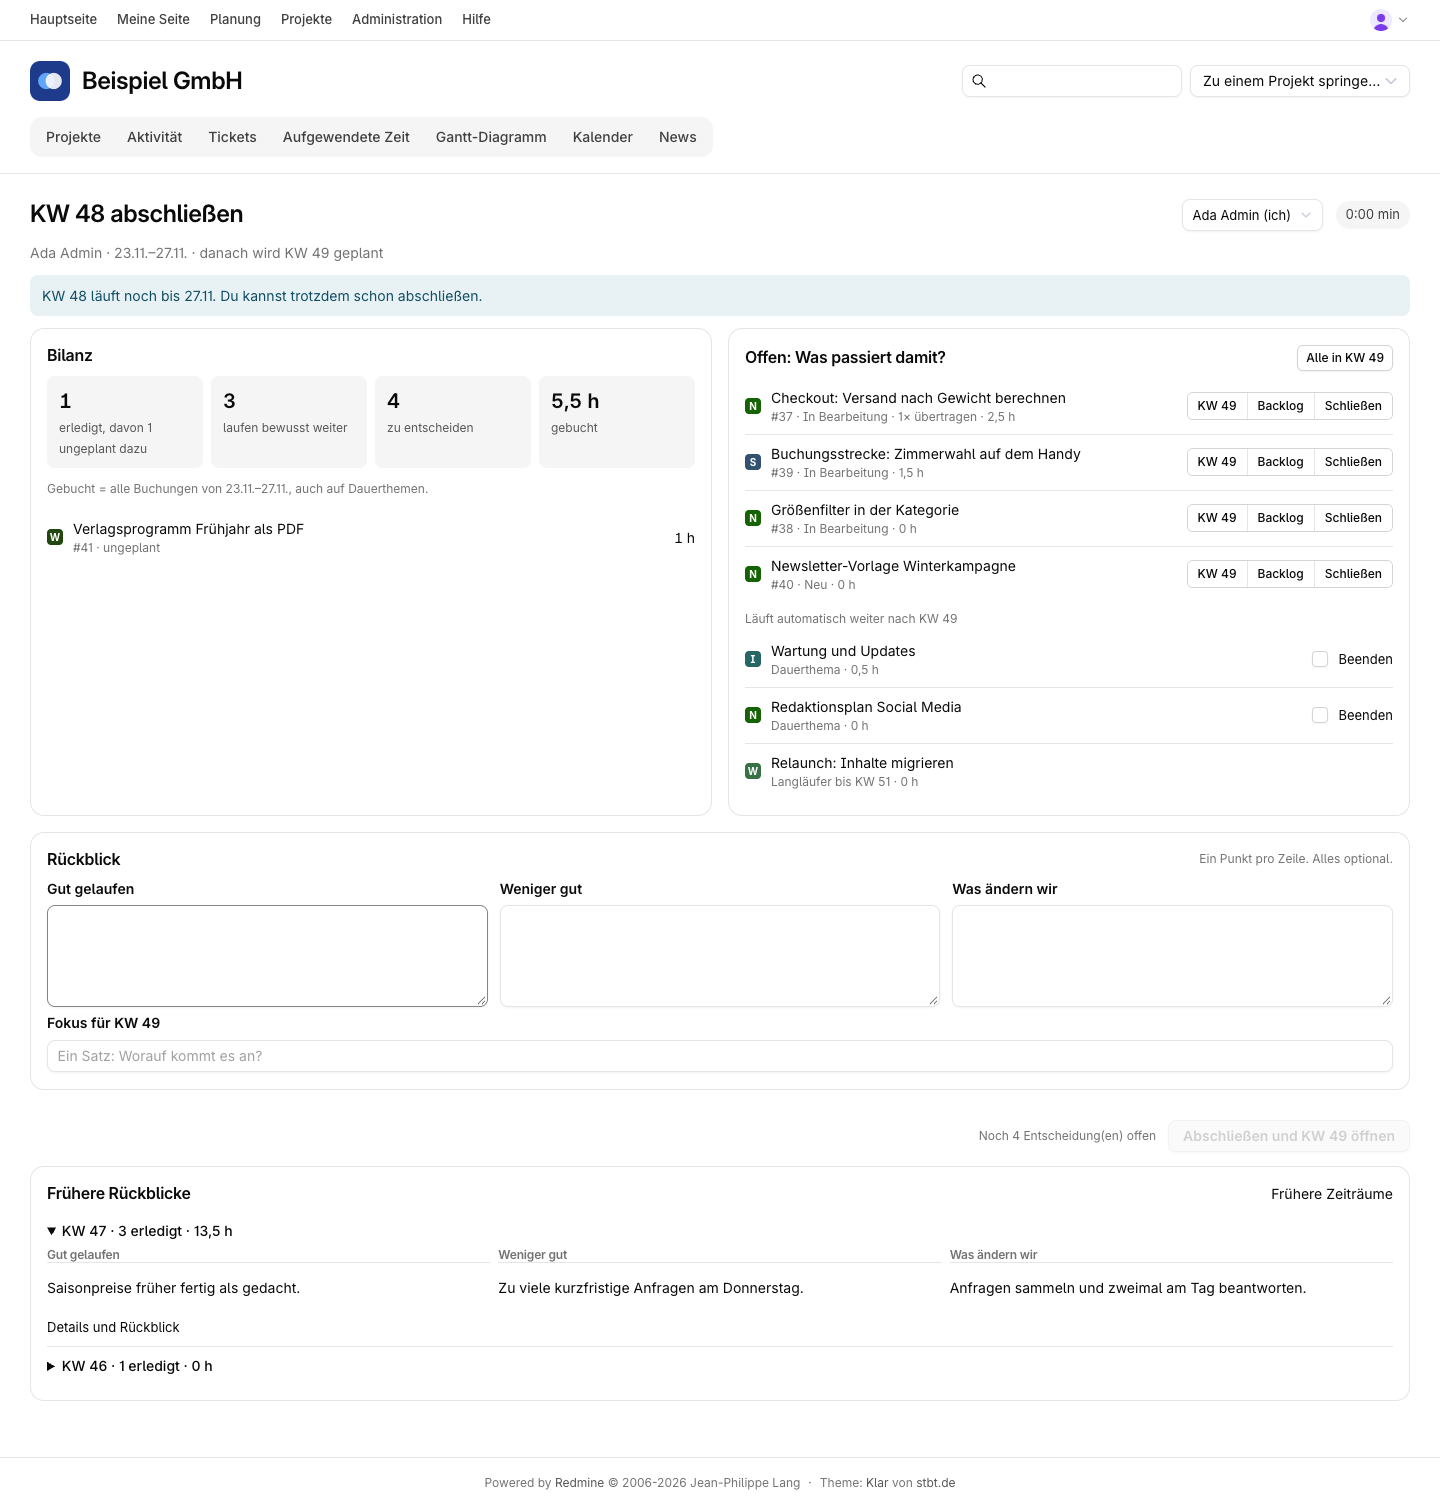 Hauptseite Meine Seite Planung Projekte Administration Hilfe
Beispiel GmbH
Zu einem Projekt springe...
Projekte Aktivität Tickets Aufgewendete Zeit Gantt-Diagramm Kalender News
KW 48 abschließen
Ada Admin (ich)
0:00 min
Ada Admin · 23.11.–27.11. · danach wird KW 49 geplant
KW 48 läuft noch bis 27.11. Du kannst trotzdem schon abschließen.
Bilanz
1
erledigt, davon 1
ungeplant dazu
3
laufen bewusst weiter
4
zu entscheiden
5,5 h
gebucht
Gebucht = alle Buchungen von 23.11.–27.11., auch auf Dauerthemen.
W Verlagsprogramm Frühjahr als PDF
#41 · ungeplant
1 h
Offen: Was passiert damit?
Alle in KW 49
N Checkout: Versand nach Gewicht berechnen
#37 · In Bearbeitung · 1× übertragen · 2,5 h
KW 49 Backlog Schließen
S Buchungsstrecke: Zimmerwahl auf dem Handy
#39 · In Bearbeitung · 1,5 h
KW 49 Backlog Schließen
N Größenfilter in der Kategorie
#38 · In Bearbeitung · 0 h
KW 49 Backlog Schließen
N Newsletter-Vorlage Winterkampagne
#40 · Neu · 0 h
KW 49 Backlog Schließen
Läuft automatisch weiter nach KW 49
I Wartung und Updates
Dauerthema · 0,5 h
Beenden
N Redaktionsplan Social Media
Dauerthema · 0 h
Beenden
W Relaunch: Inhalte migrieren
Langläufer bis KW 51 · 0 h
Rückblick
Ein Punkt pro Zeile. Alles optional.
Gut gelaufen
Weniger gut
Was ändern wir
Fokus für KW 49
Ein Satz: Worauf kommt es an?
Noch 4 Entscheidung(en) offen
Abschließen und KW 49 öffnen
Frühere Rückblicke
Frühere Zeiträume
KW 47 · 3 erledigt · 13,5 h
Gut gelaufen
Saisonpreise früher fertig als gedacht.
Weniger gut
Zu viele kurzfristige Anfragen am Donnerstag.
Was ändern wir
Anfragen sammeln und zweimal am Tag beantworten.
Details und Rückblick
KW 46 · 1 erledigt · 0 h
Powered by Redmine © 2006-2026 Jean-Philippe Lang · Theme: Klar von stbt.de